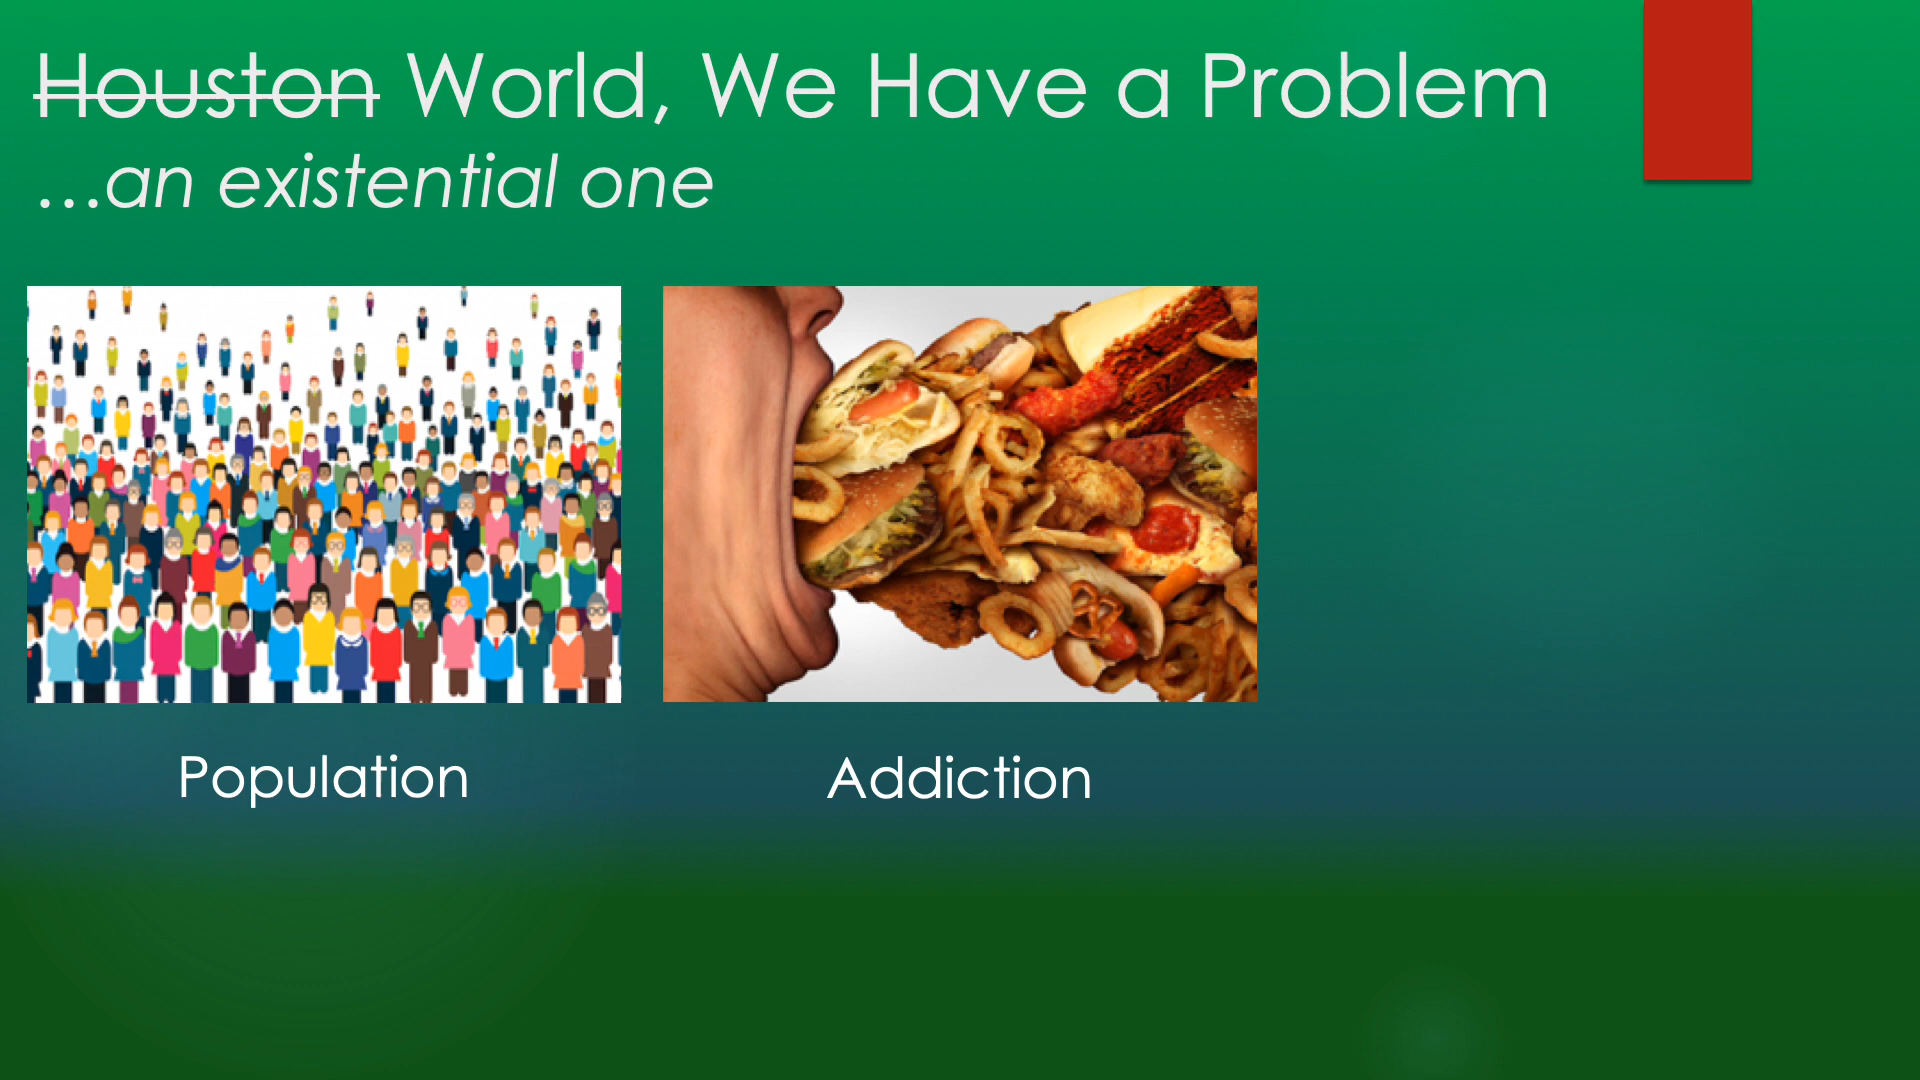 Houston World, We Have a Problem
…an existential one
Population
Addiction